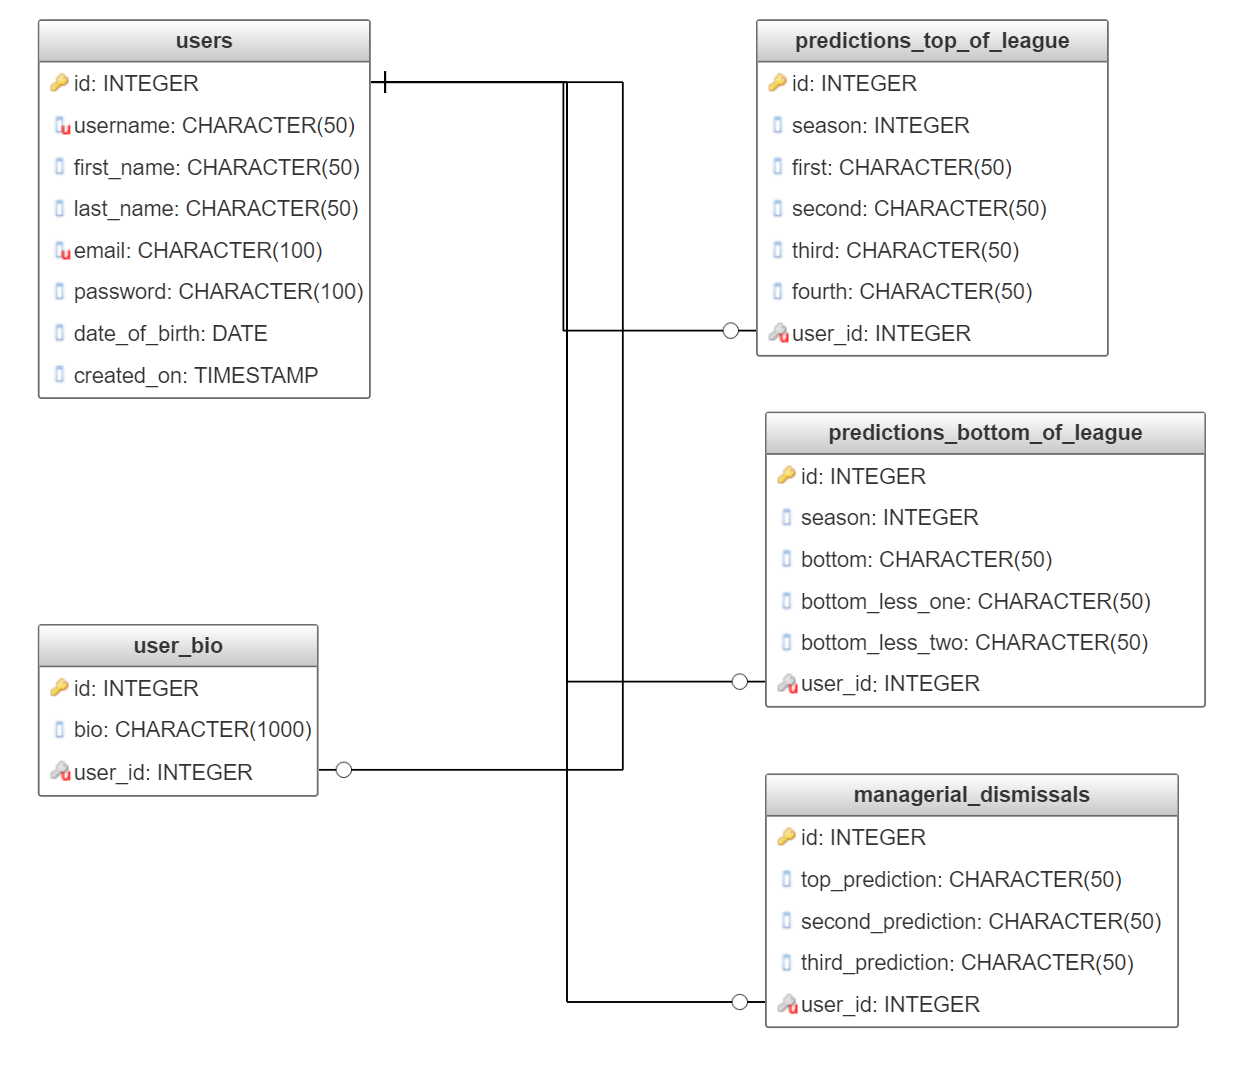 users
id: INTEGER
username: CHARACTER(50)
first_name: CHARACTER(50)
last_name: CHARACTER(50)
email: CHARACTER(100)
password: CHARACTER(100)
date_of_birth: DATE
created_on: TIMESTAMP
user_bio
id: INTEGER
bio: CHARACTER(1000)
user_id: INTEGER
predictions_top_of_league
id: INTEGER
season: INTEGER
first: CHARACTER(50)
second: CHARACTER(50)
third: CHARACTER(50)
fourth: CHARACTER(50)
user_id: INTEGER
predictions_bottom_of_league
id: INTEGER
season: INTEGER
bottom: CHARACTER(50)
bottom_less_one: CHARACTER(50)
bottom_less_two: CHARACTER(50)
user_id: INTEGER
managerial_dismissals
id: INTEGER
top_prediction: CHARACTER(50)
second_prediction: CHARACTER(50)
third_prediction: CHARACTER(50)
user_id: INTEGER